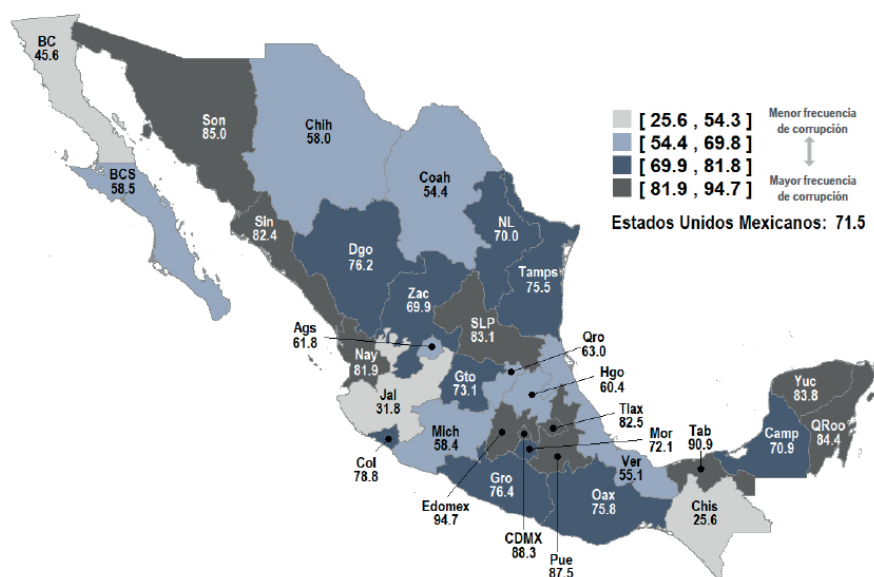 BC
45.6
Son
85.0
Chih
58.0
[ 25.6 , 54.3 ]
[ 54.4 , 69.8 ]
[ 69.9 , 81.8 ]
[ 81.9 , 94.7 ]
Menor frecuencia
de corrupción
Mayor frecuencia
de corrupción
Estados Unidos Mexicanos: 71.5
BCS
58.5
Coah
54.4
Sin
82.4
NL
70.0
Dgo
76.2
Tamps
75.5
Zac
69.9
SLP
83.1
Ags
61.8
Qro
63.0
Nay
81.9
Gto
73.1
Hgo
60.4
Jal
31.8
Tlax
82.5
Yuc
83.8
Mich
58.4
Mor
72.1
Tab
90.9
Camp
70.9
QRoo
84.4
Col
78.8
Ver
55.1
Gro
76.4
Oax
75.8
Edomex
94.7
Chis
25.6
CDMX
88.3
Pue
87.5